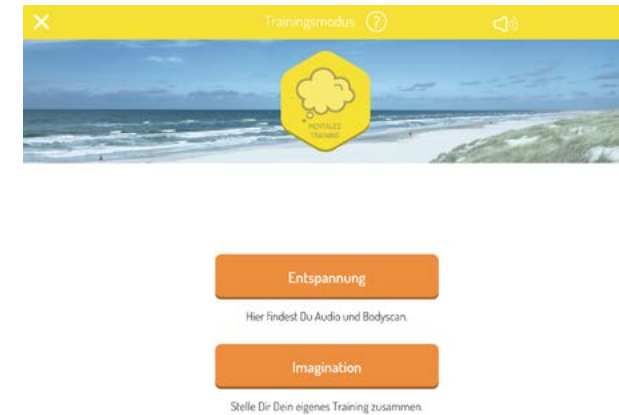 Trainingsmodus ?
MENTALES
TRAINING
Entspannung
Hier findest Du Audio und Bodyscan.
Imagination
Stelle Dir Dein eigenes Training zusammen.